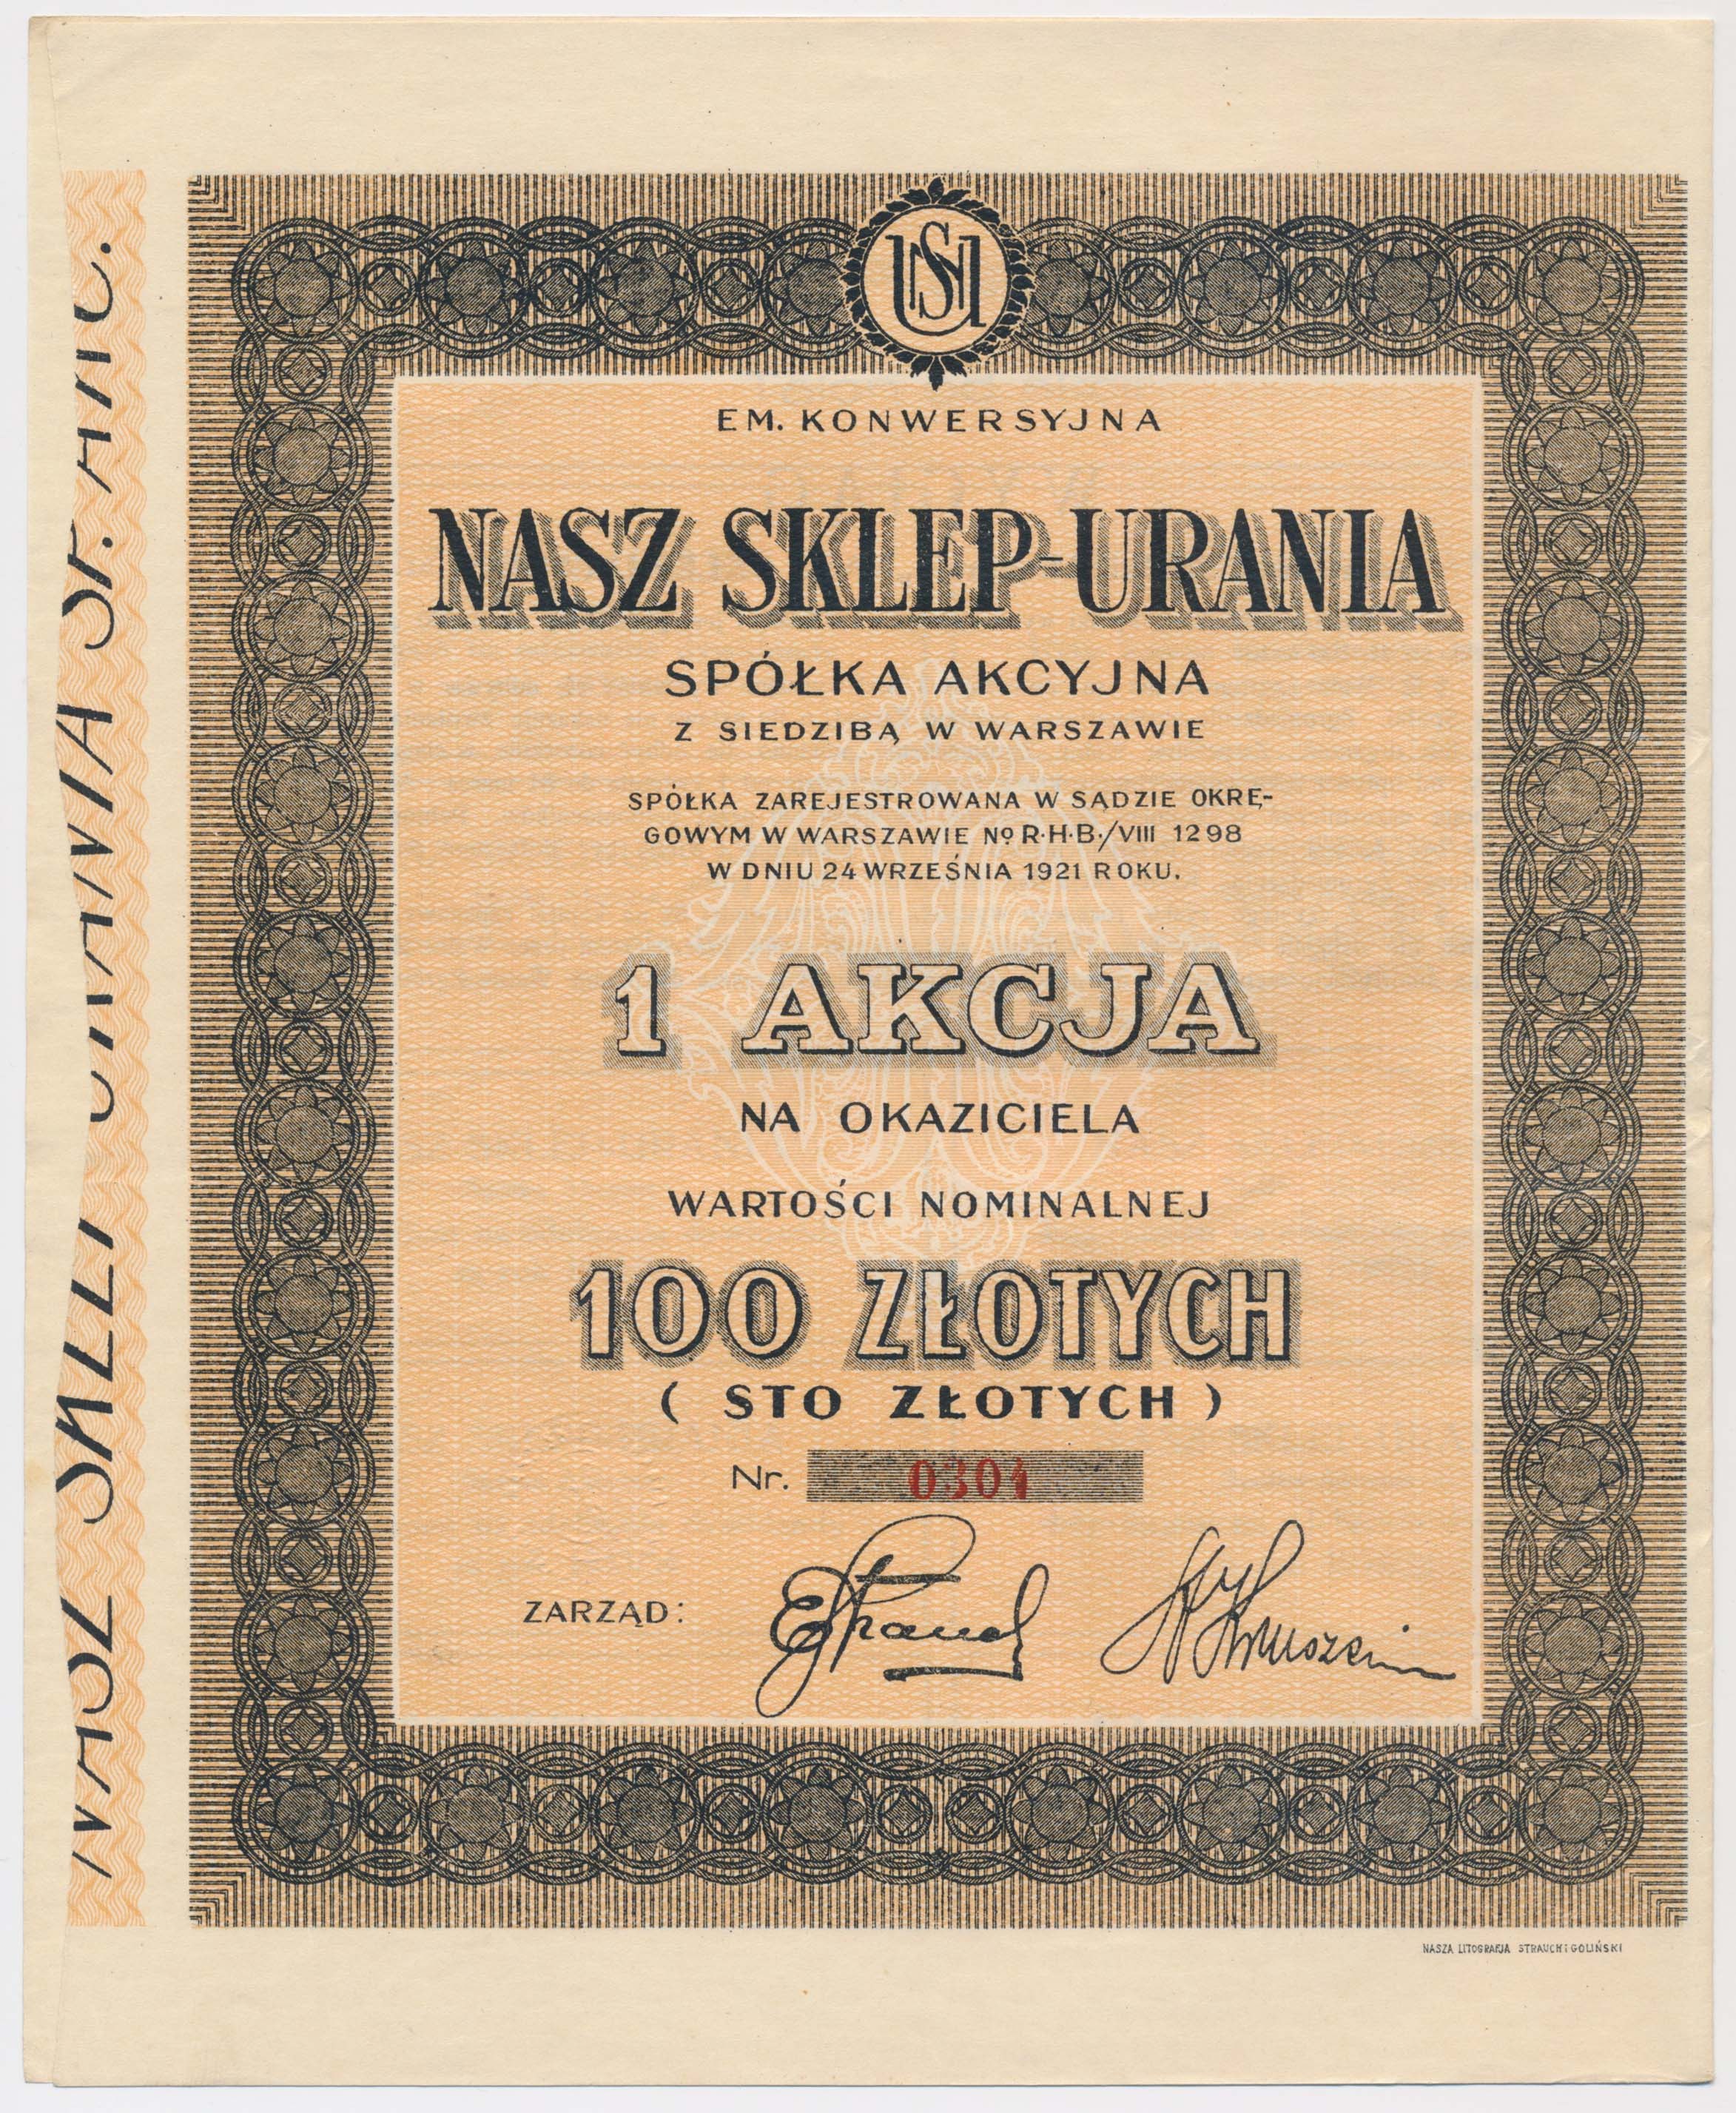 EM. KONWERSYJNA
NASZ SKLEP-URANIA
SPÓŁKA AKCYJNA
Z SIEDZIBĄ W WARSZAWIE
SPÓŁKA ZAREJESTROWANA W SĄDZIE OKRĘ-
GOWYM W WARSZAWIE Nº R·H·B·/VIII 1298
W DNIU 24 WRZEŚNIA 1921 ROKU.
1 AKCJA
NA OKAZICIELA
WARTOŚCI NOMINALNEJ
100 ZŁOTYCH
( STO ZŁOTYCH )
Nr. 0304
ZARZĄD:
NASZA LITOGRAFJA STRAUCH i GOLIŃSKI